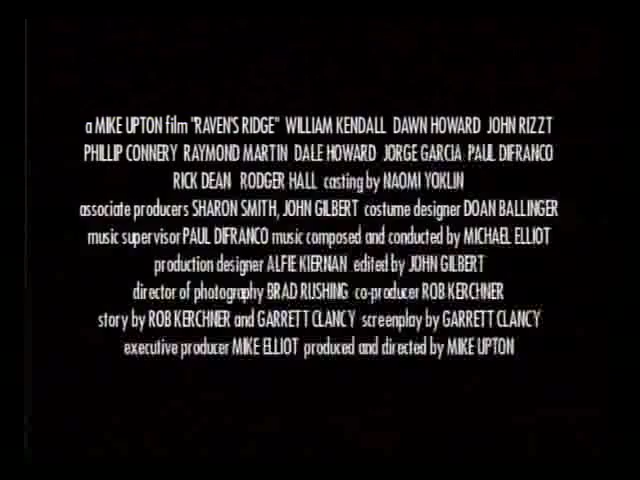 a MIKE UPTON film "RAVEN'S RIDGE" WILLIAM KENDALL DAWN HOWARD JOHN RIZZT
PHILLIP CONNERY RAYMOND MARTIN DALE HOWARD JORGE GARCIA PAUL DIFRANCO
RICK DEAN RODGER HALL casting by NAOMI YOKLIN
associate producers SHARON SMITH, JOHN GILBERT costume designer DOAN BALLINGER
music supervisor PAUL DIFRANCO music composed and conducted by MICHAEL ELLIOT
production designer ALFIE KIERNAN edited by JOHN GILBERT
director of photography BRAD RUSHING co-producer ROB KERCHNER
story by ROB KERCHNER and GARRETT CLANCY screenplay by GARRETT CLANCY
executive producer MIKE ELLIOT produced and directed by MIKE UPTON